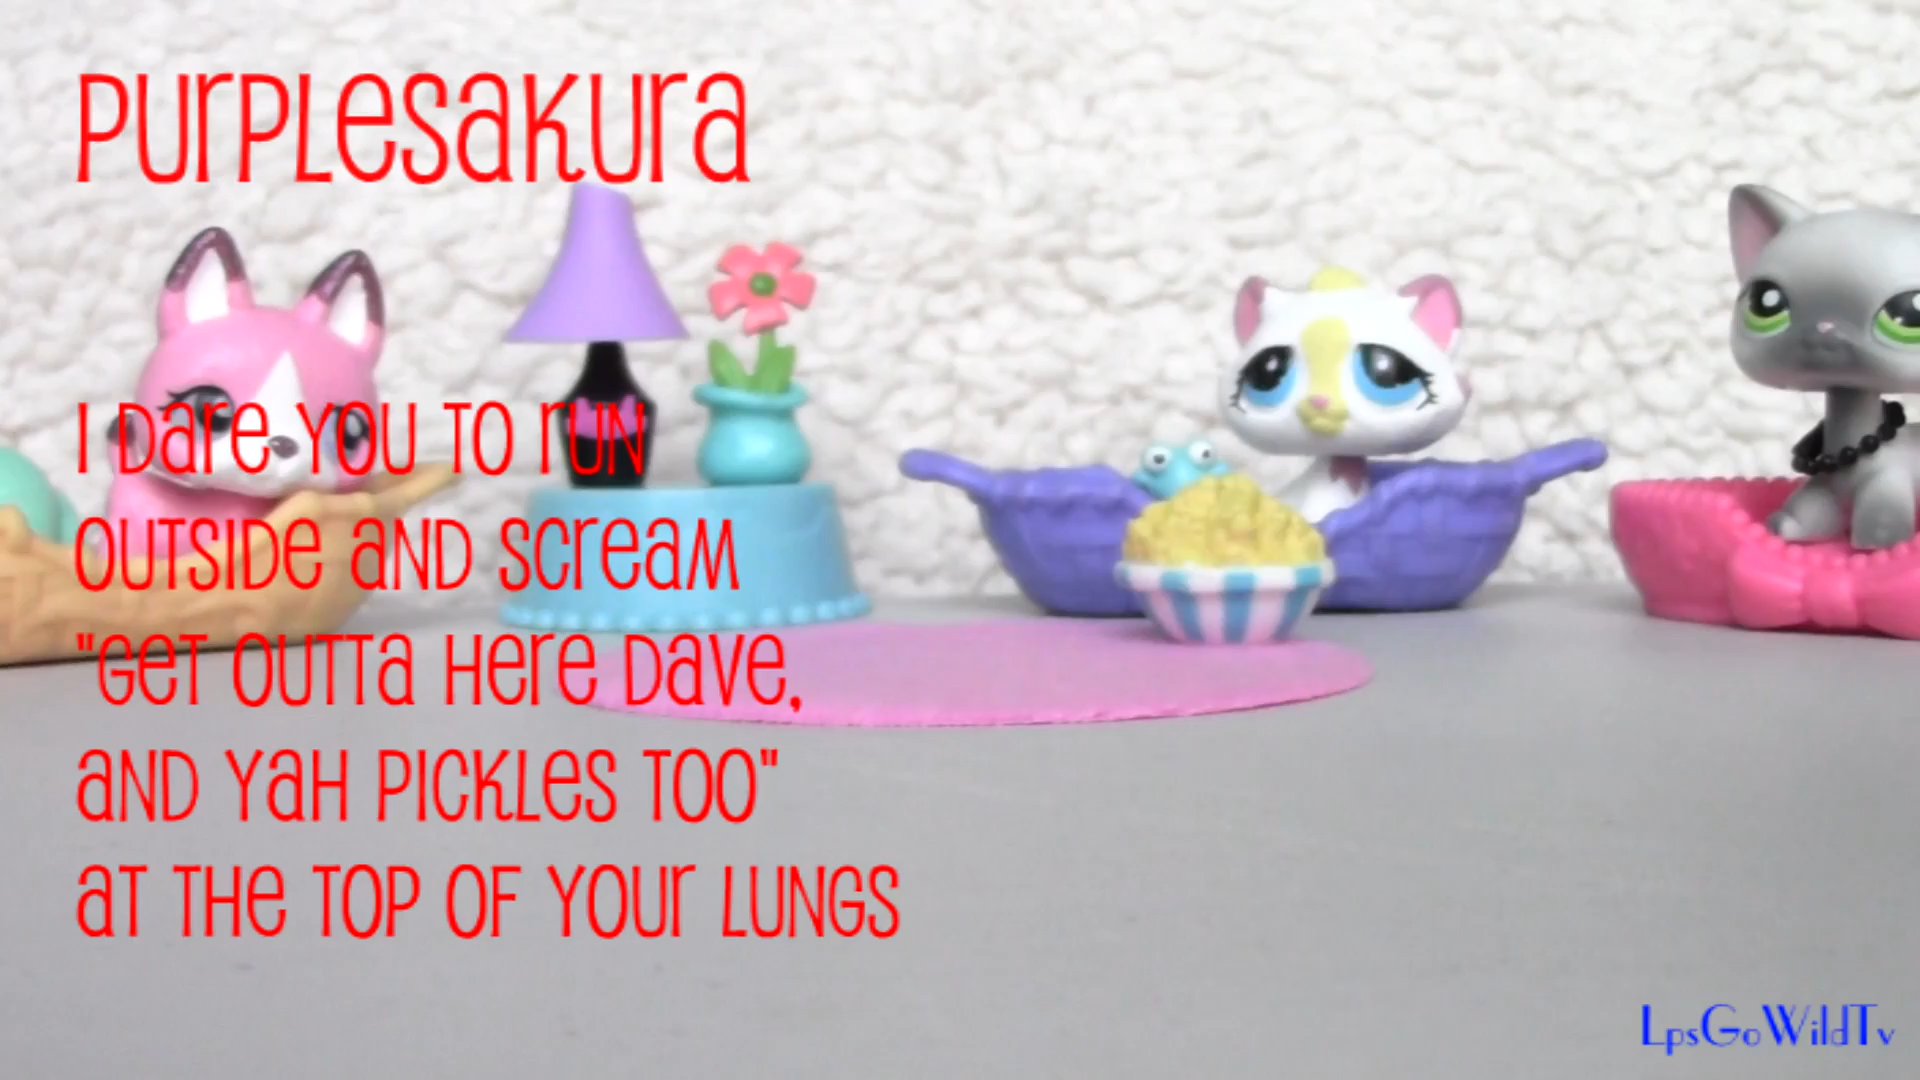 Purplesakura
I dare you to run
outside and scream
"Get outta here Dave,
and yah pickles too"
at the top of your lungs
LpsGoWildTv